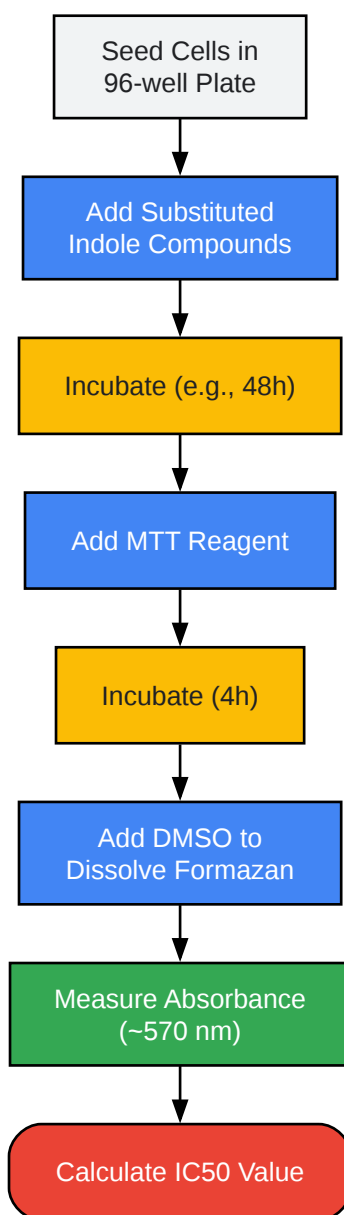 Seed Cells in
96-well Plate
Add Substituted
Indole Compounds
Incubate (e.g., 48h)
Add MTT Reagent
Incubate (4h)
Add DMSO to
Dissolve Formazan
Measure Absorbance
(~570 nm)
Calculate IC50 Value